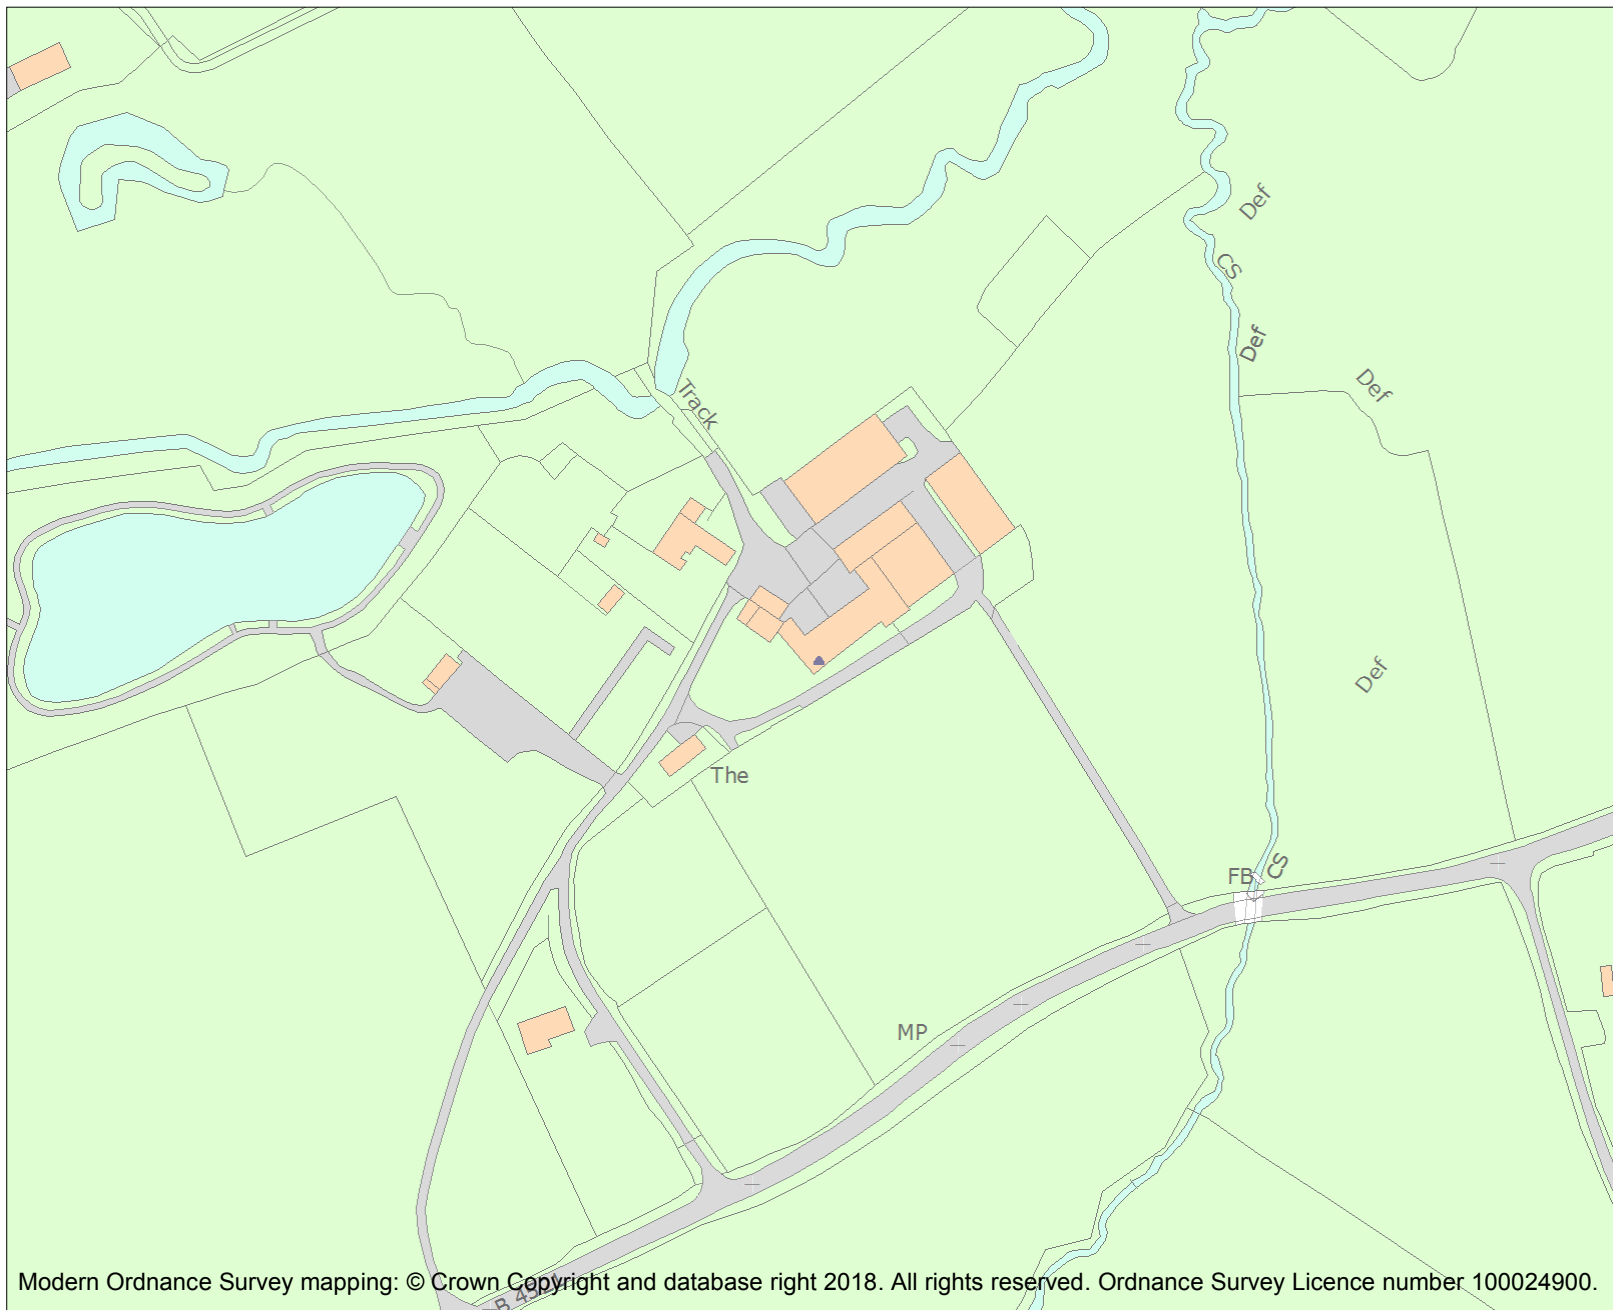 Def
CS
Def
Def
Track
Def
The
CS
FB
MP
Modern Ordnance Survey mapping: © Crown Copyright and database right 2018. All rights reserved. Ordnance Survey Licence number 100024900.
B